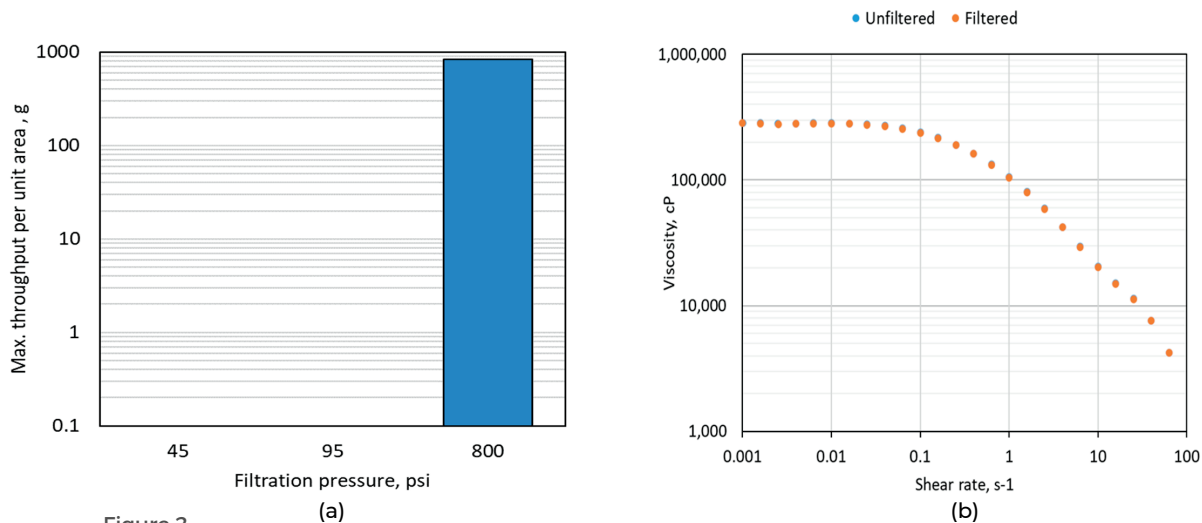 Unfiltered Filtered
1000
100
10
1
0.1
Max. throughput per unit area , g
45 95 800
Filtration pressure, psi
(a)
1,000,000
100,000
10,000
1,000
Viscosity, cP
0.001 0.01 0.1 1 10 100
Shear rate, s-1
(b)